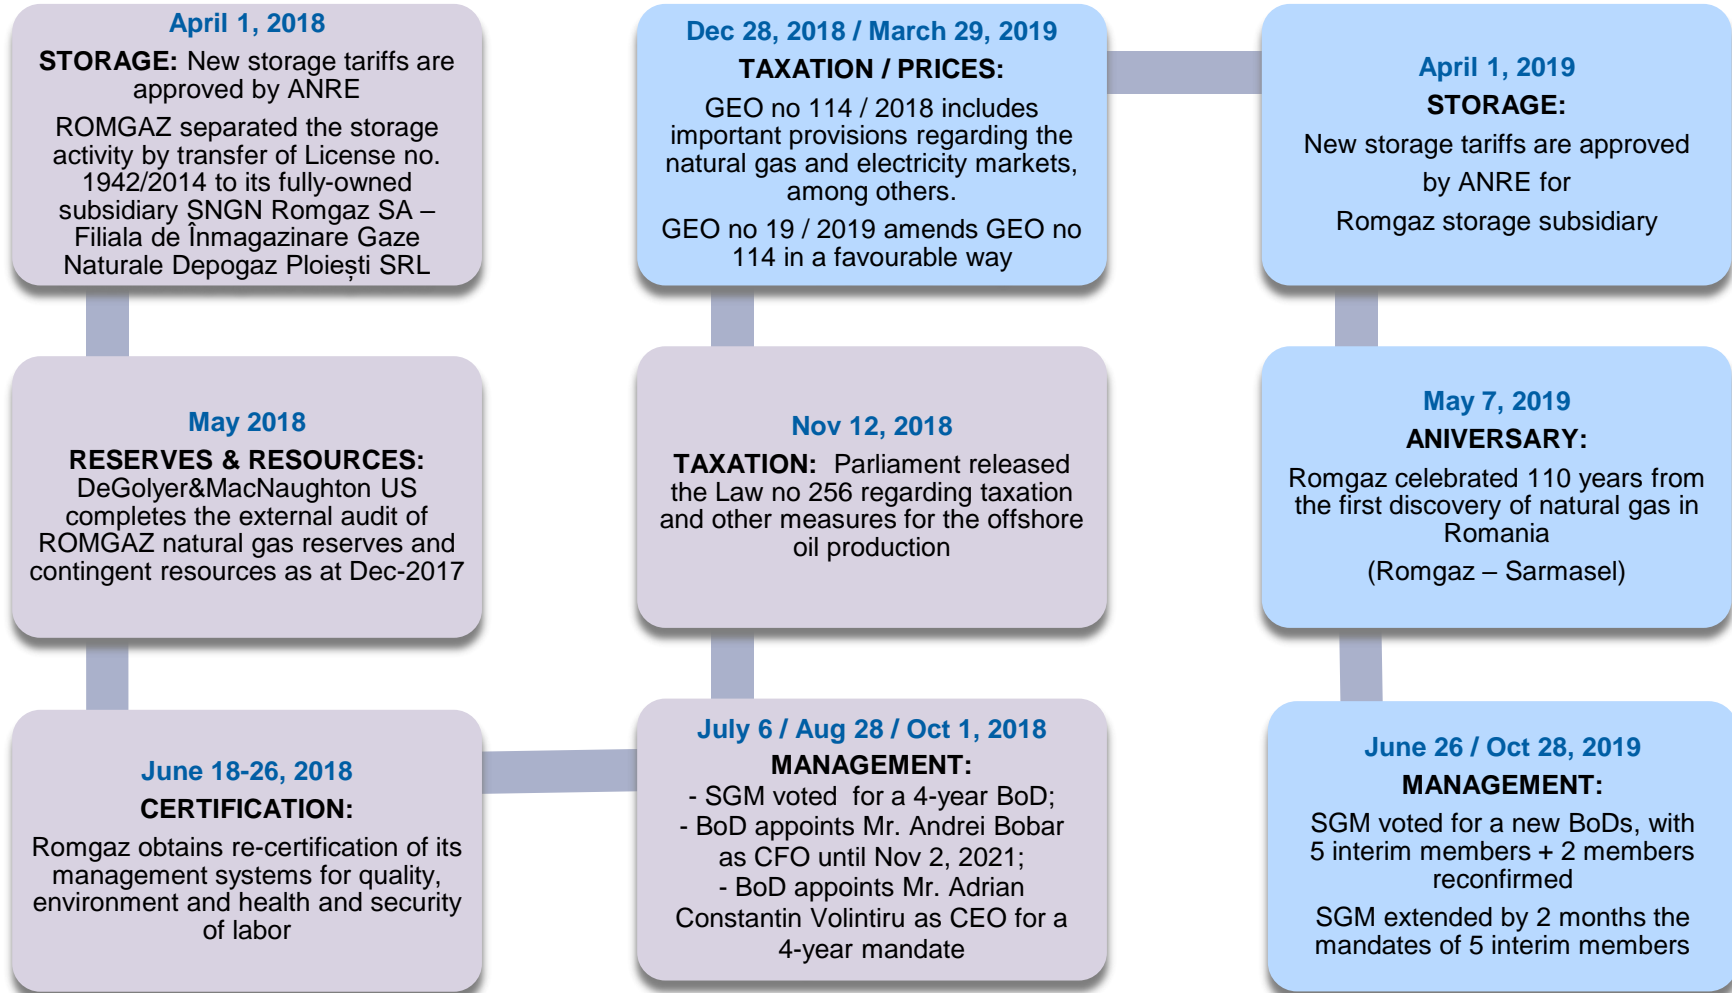 April 1, 2018
STORAGE: New storage tariffs are
approved by ANRE
ROMGAZ separated the storage
activity by transfer of License no.
1942/2014 to its fully-owned
subsidiary SNGN Romgaz SA –
Filiala de Înmagazinare Gaze
Naturale Depogaz Ploiești SRL
May 2018
RESERVES & RESOURCES:
DeGolyer&MacNaughton US
completes the external audit of
ROMGAZ natural gas reserves and
contingent resources as at Dec-2017
June 18-26, 2018
CERTIFICATION:
Romgaz obtains re-certification of its
management systems for quality,
environment and health and security
of labor
July 6 / Aug 28 / Oct 1, 2018
MANAGEMENT:
- SGM voted for a 4-year BoD;
- BoD appoints Mr. Andrei Bobar
as CFO until Nov 2, 2021;
- BoD appoints Mr. Adrian
Constantin Volintiru as CEO for a
4-year mandate
Nov 12, 2018
TAXATION: Parliament released
the Law no 256 regarding taxation
and other measures for the offshore
oil production
Dec 28, 2018 / March 29, 2019
TAXATION / PRICES:
GEO no 114 / 2018 includes
important provisions regarding the
natural gas and electricity markets,
among others.
GEO no 19 / 2019 amends GEO no
114 in a favourable way
April 1, 2019
STORAGE:
New storage tariffs are approved
by ANRE for
Romgaz storage subsidiary
May 7, 2019
ANIVERSARY:
Romgaz celebrated 110 years from
the first discovery of natural gas in
Romania
(Romgaz – Sarmasel)
June 26 / Oct 28, 2019
MANAGEMENT:
SGM voted for a new BoDs, with
5 interim members + 2 members
reconfirmed
SGM extended by 2 months the
mandates of 5 interim members